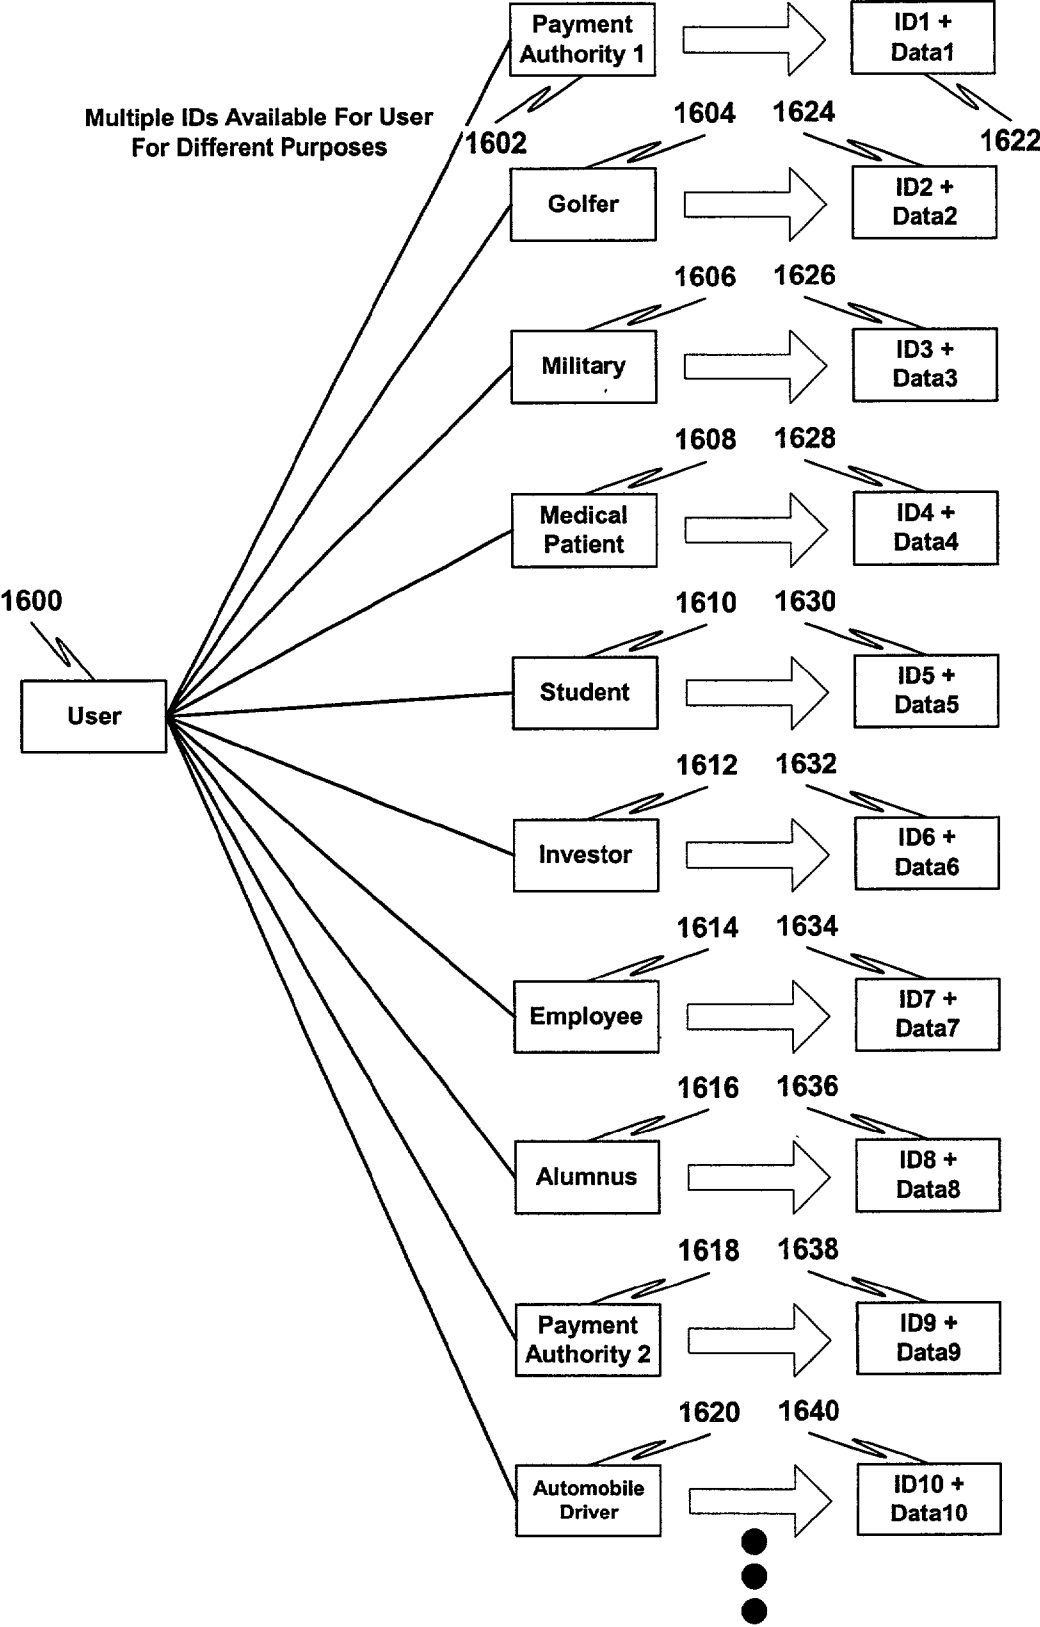 Payment
Authority 1
ID1 +
Data1
Multiple IDs Available For User
For Different Purposes
1602
1604
1624
1622
Golfer
ID2 +
Data2
1606
1626
Military
ID3 +
Data3
1608
1628
Medical
Patient
ID4 +
Data4
1600
User
1610
1630
Student
ID5 +
Data5
1612
1632
Investor
ID6 +
Data6
1614
1634
Employee
ID7 +
Data7
1616
1636
Alumnus
ID8 +
Data8
1618
1638
Payment
Authority 2
ID9 +
Data9
1620
1640
Automobile
Driver
ID10 +
Data10